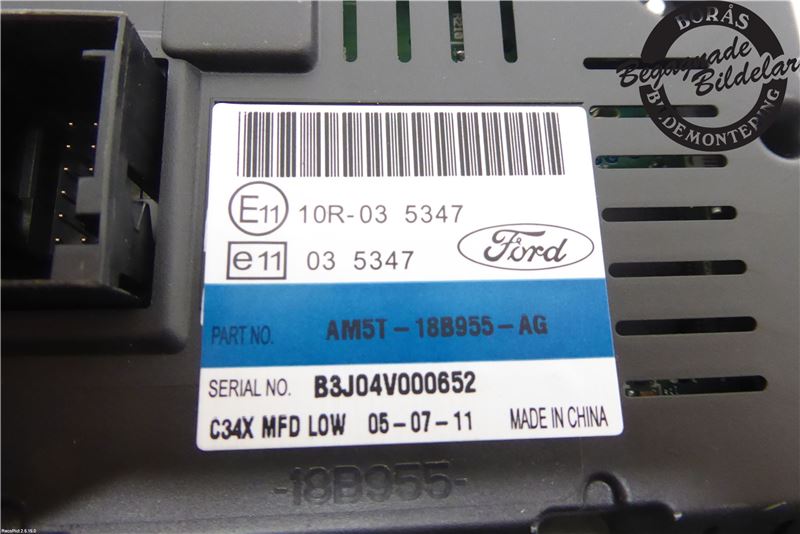 BORÅS
Begagnade
Bildelar
BILDEMONTERING
E11 10R-03 5347
e11 03 5347
Ford
PART NO. AM5T-18B955-AG
SERIAL NO. B3J04V000652
C34X MFD LOW 05-07-11 MADE IN CHINA
-18B955-